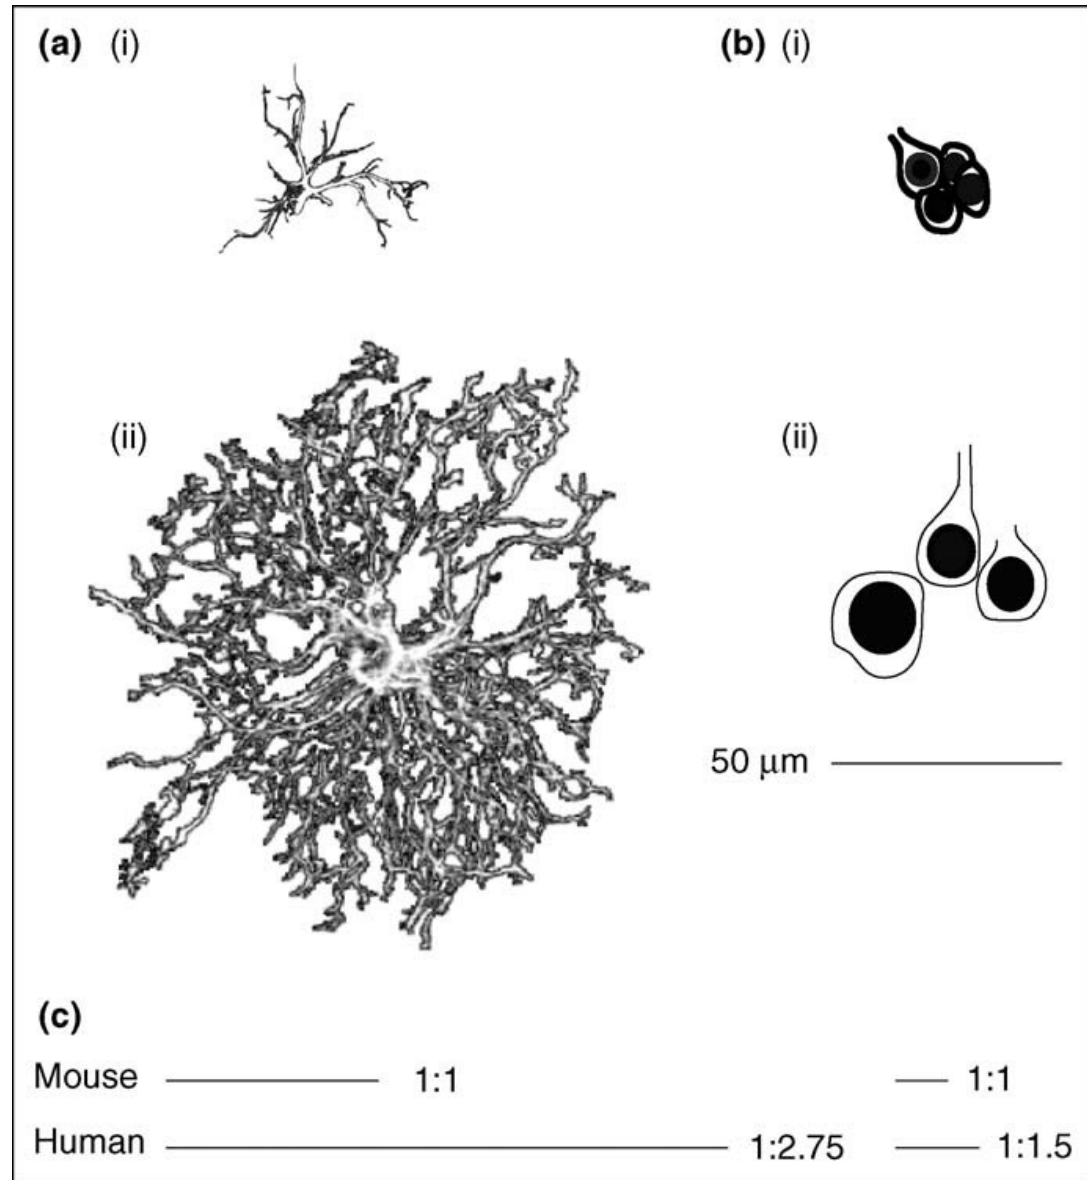 (a) (i)
(b) (i)
(ii)
(ii)
50 μm
(c)
Mouse 1:1 1:1
Human 1:2.75 1:1.5